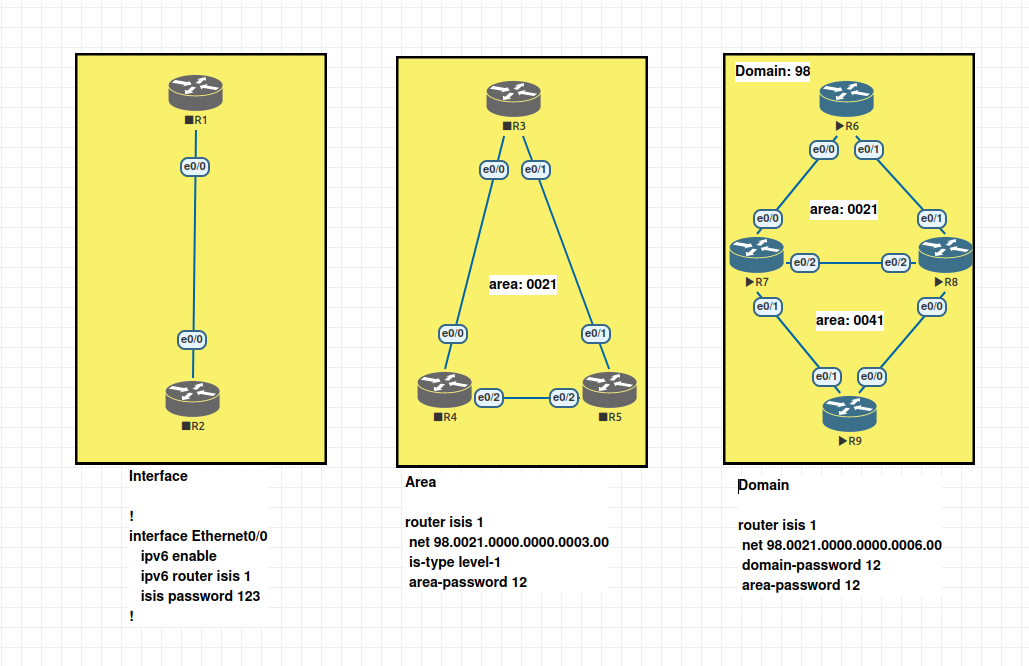 R1
e0/0
e0/0
R2
Interface
!
interface Ethernet0/0
ipv6 enable
ipv6 router isis 1
isis password 123
!
R3
e0/0
e0/1
area: 0021
e0/0
e0/1
e0/2
e0/2
R4
R5
Area
router isis 1
net 98.0021.0000.0000.0003.00
is-type level-1
area-password 12
Domain: 98
R6
e0/0
e0/1
area: 0021
e0/0
e0/1
e0/2
e0/2
R7
R8
e0/1
e0/0
area: 0041
e0/1
e0/0
R9
Domain
router isis 1
net 98.0021.0000.0000.0006.00
domain-password 12
area-password 12